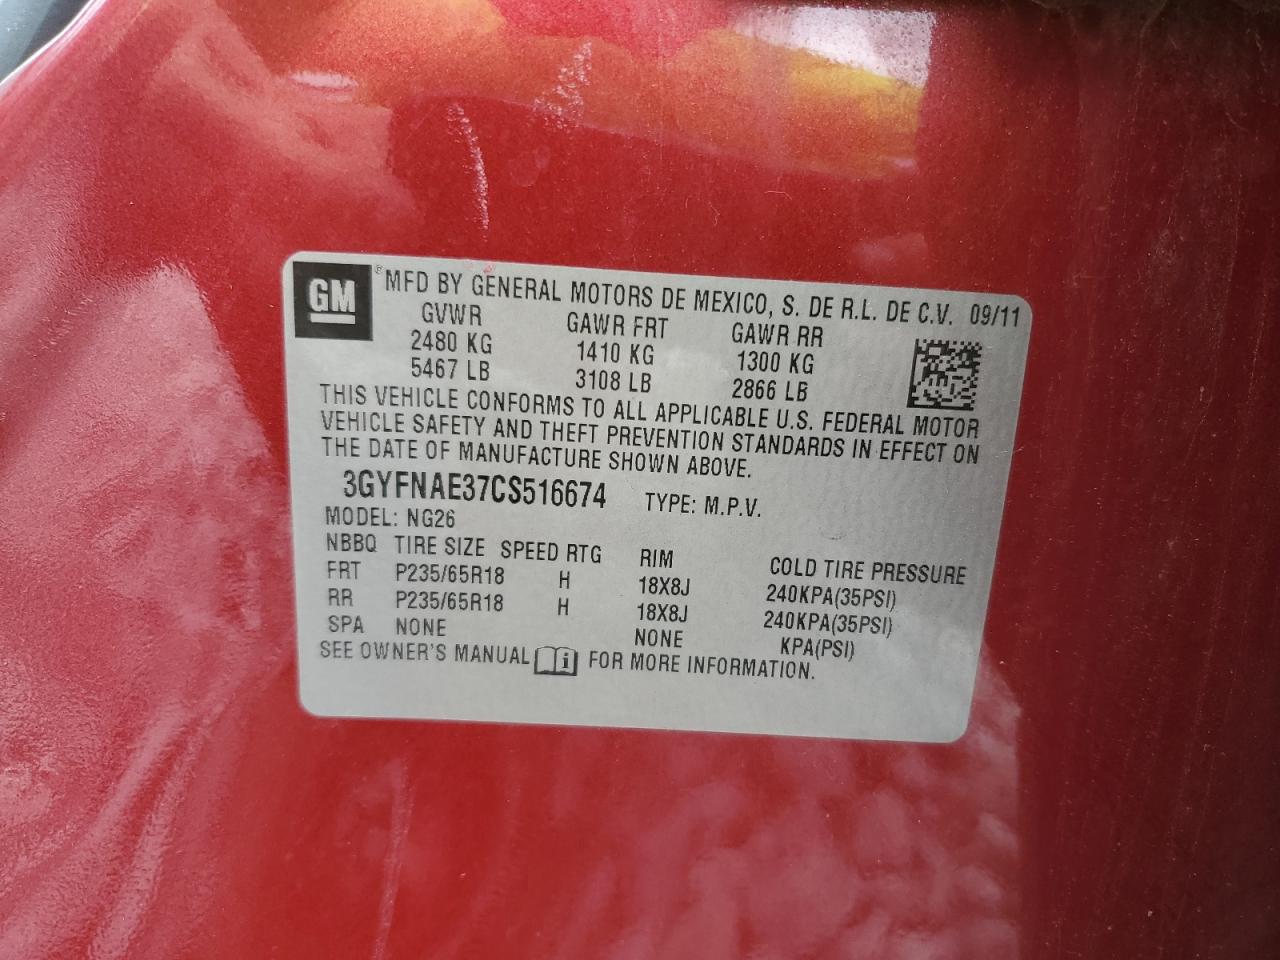 GM ® MFD BY GENERAL MOTORS DE MEXICO, S. DE R.L. DE C.V. 09/11
GVWR GAWR FRT GAWR RR
2480 KG 1410 KG 1300 KG
5467 LB 3108 LB 2866 LB
THIS VEHICLE CONFORMS TO ALL APPLICABLE U.S. FEDERAL MOTOR
VEHICLE SAFETY AND THEFT PREVENTION STANDARDS IN EFFECT ON
THE DATE OF MANUFACTURE SHOWN ABOVE.
3GYFNAE37CS516674 TYPE: M.P.V.
MODEL: NG26
NBBQ TIRE SIZE SPEED RTG RIM COLD TIRE PRESSURE
FRT P235/65R18 H 18X8J 240KPA(35PSI)
RR P235/65R18 H 18X8J 240KPA(35PSI)
SPA NONE NONE KPA(PSI)
SEE OWNER'S MANUAL i FOR MORE INFORMATION.